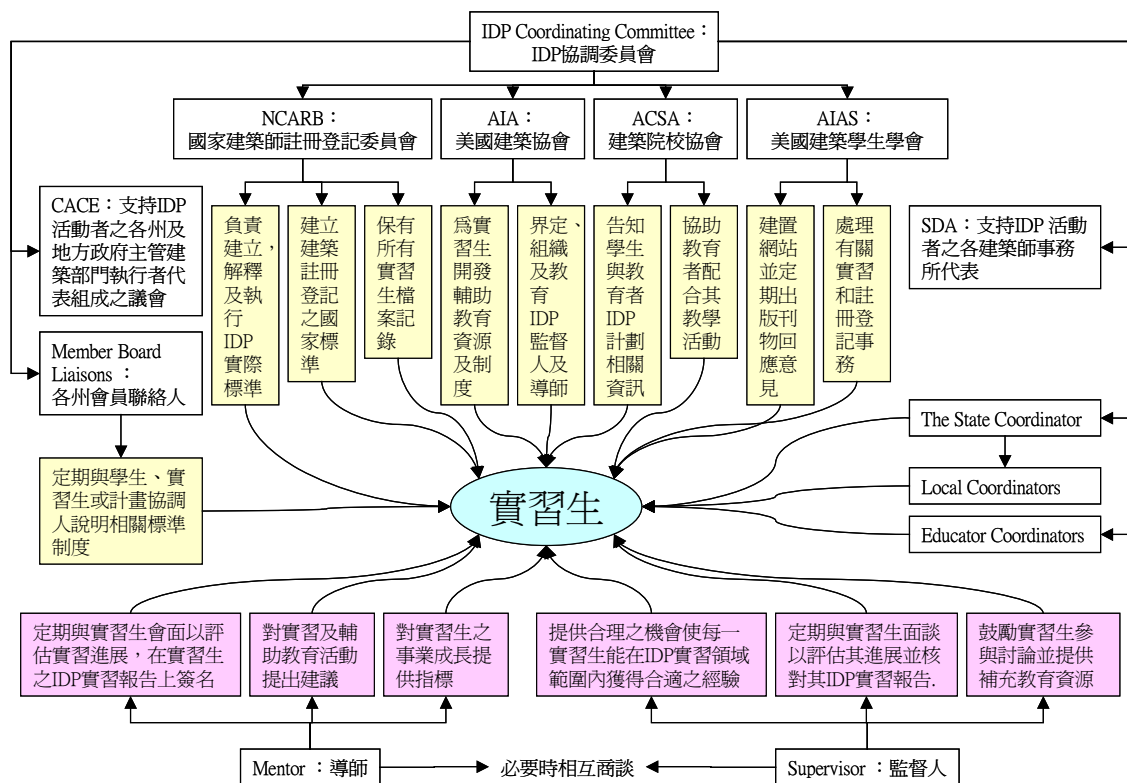 IDP Coordinating Committee：
IDP協調委員會
NCARB：
國家建築師註冊登記委員會
AIA：
美國建築協會
ACSA：
建築院校協會
AIAS：
美國建築學生學會
CACE：支持IDP
活動者之各州及
地方政府主管建
築部門執行者代
表組成之議會
負責
建立，
解釋
及執
行
IDP
實際
標準
建立
建築
註冊
登記
之國
家標
準
保有
所有
實習
生檔
案記
錄
為實
習生
開發
輔助
教育
資源
及制
度
界定、
組織
及教
育
IDP
監督
人及
導師
告知
學生
與教
育者
IDP
計劃
相關
資訊
協助
教育
者配
合其
教學
活動
建置
網站
並定
期出
版刊
物回
應意
見
處理
有關
實習
和註
冊登
記事
務
SDA：支持IDP 活動
者之各建築師事務
所代表
Member Board
Liaisons：
各州會員聯絡人
定期與學生、實
習生或計畫協調
人說明相關標準
制度
實習生
The State Coordinator
Local Coordinators
Educator Coordinators
定期與實習生會面以評
估實習進展，在實習生
之IDP實習報告上簽名
對實習及輔
助教育活動
提出建議
對實習生之
事業成長提
供指標
提供合理之機會使每一
實習生能在IDP實習領域
範圍內獲得合適之經驗
定期與實習生面談
以評估其進展並核
對其IDP實習報告.
鼓勵實習生參
與討論並提供
補充教育資源
Mentor：導師
必要時相互商談
Supervisor：監督人